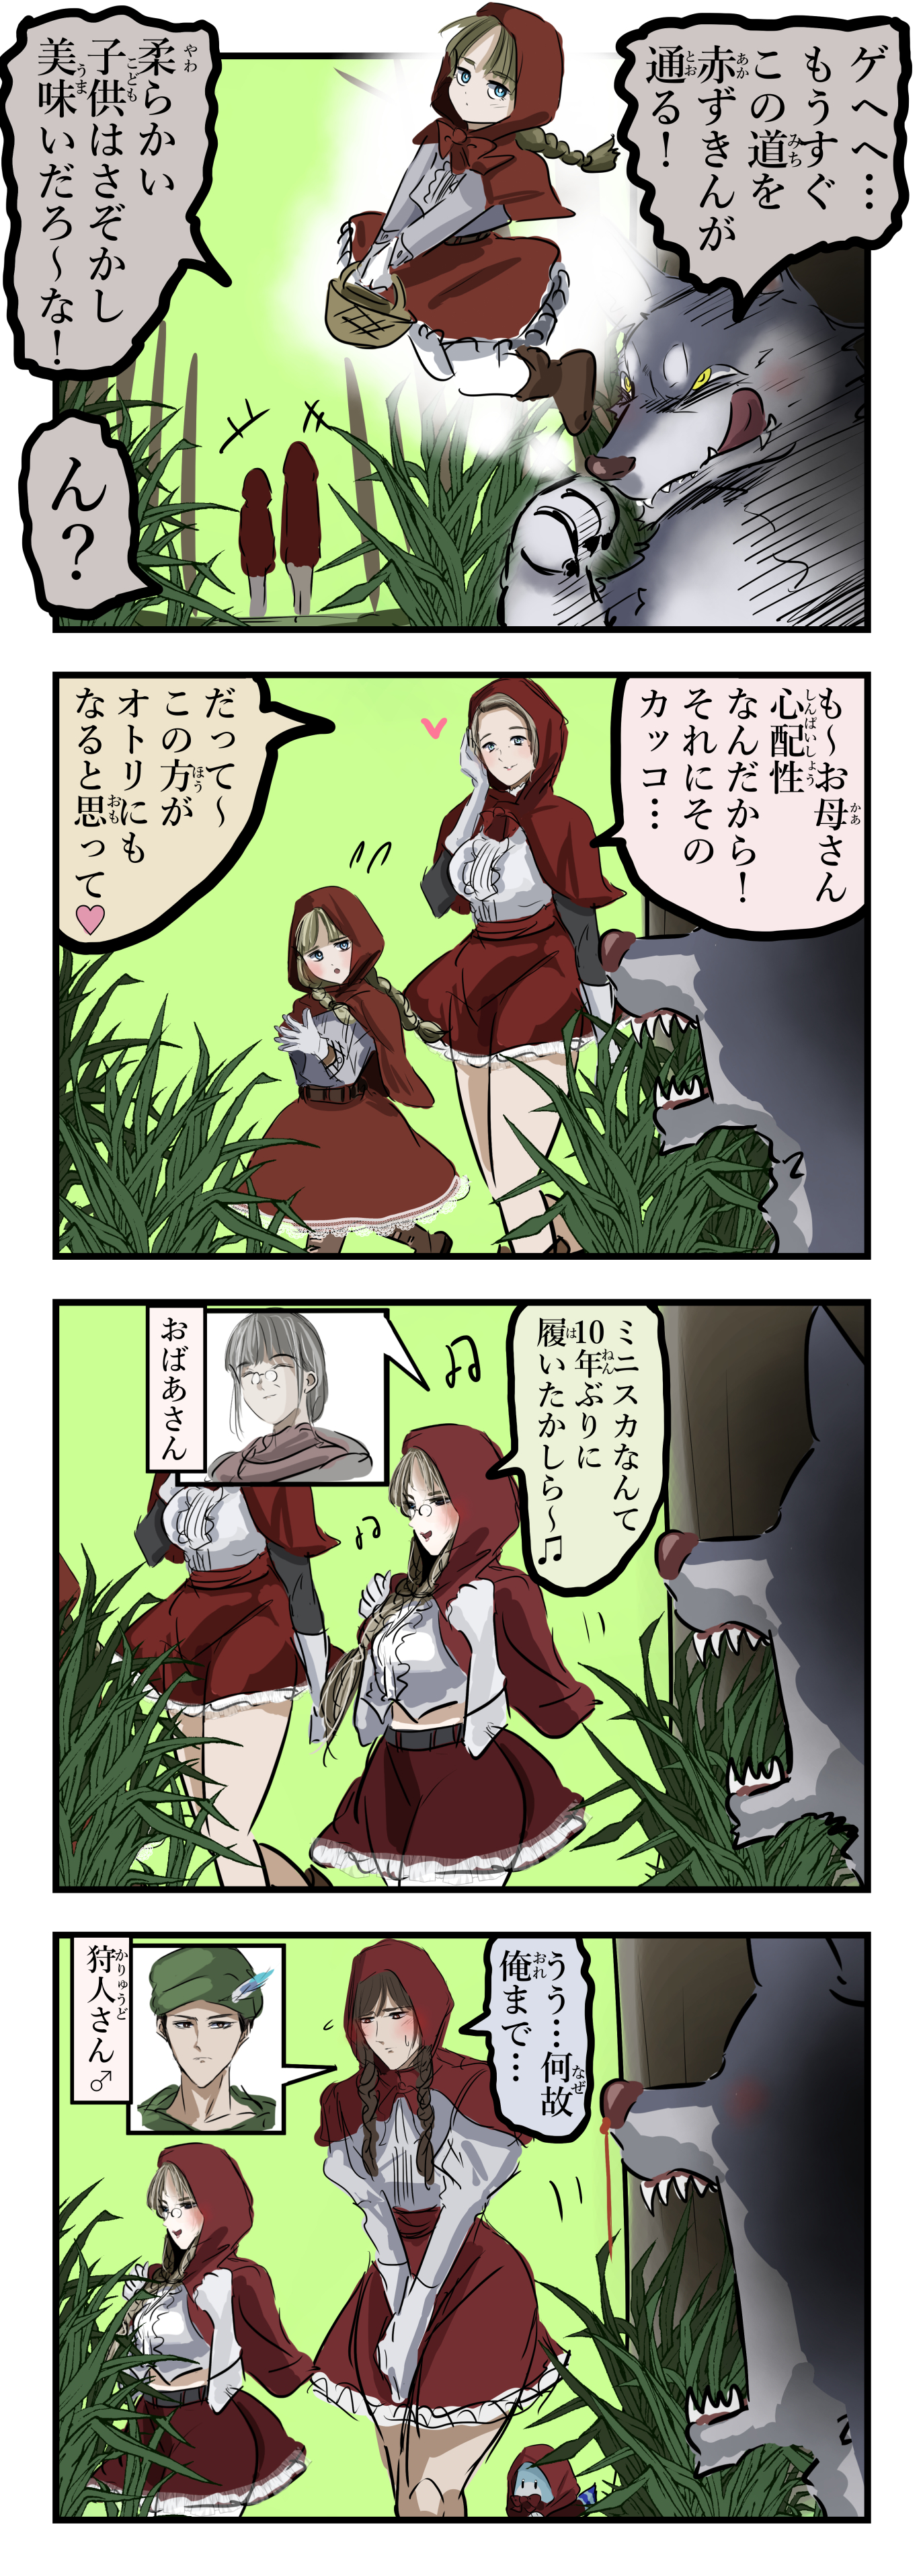 ゲヘヘ…
もうすぐ
この道を
赤ずきんが
通る！
柔らかい
子供はさぞかし
美味いだろ～な！
ん？
も～お母さん
心配性
なんだから！
それにその
カッコ…
だって～
この方が
オトリにも
なると思って♥
ミニスカなんて
10年ぶりに
履いたかしら～♫
おばあさん
うう…何故
俺まで…
狩人さん♂